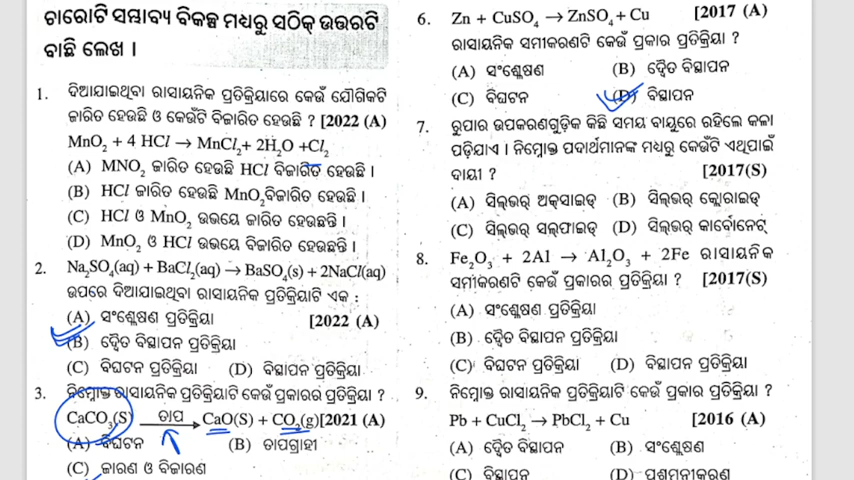 ଚାରୋଟି ସମ୍ଭାବ୍ୟ ବିକଳ୍ପ ମଧ୍ୟରୁ ସଠିକ୍ ଉତ୍ତରଟି
ବାଛି ଲେଖ ।
1. ଦିଆଯାଇଥିବା ରାସାୟନିକ ପ୍ରତିକ୍ରିୟାରେ କେଉଁ ଯୌଗିକଟି
ଜାରିତ ହେଉଛି ଓ କେଉଁଟି ବିଜାରିତ ହେଉଛି ? [2022 (A)
MnO₂ + 4 HCl → MnCl₂+ 2H₂O +Cl₂
(A) MNO₂ ଜାରିତ ହେଉଛି HCl ବିଜାରିତ ହେଉଛି ।
(B) HCl ଜାରିତ ହେଉଛି MnO₂ବିଜାରିତ ହେଉଛି ।
(C) HCl ଓ MnO₂ ଉଭୟେ ଜାରିତ ହେଉଛନ୍ତି ।
(D) MnO₂ ଓ HCl ଉଭୟେ ବିଜାରିତ ହେଉଛନ୍ତି ।
2. Na₂SO₄(aq) + BaCl₂(aq) → BaSO₄(s) + 2NaCl(aq)
ଉପରେ ଦିଆଯାଇଥିବା ରାସାୟନିକ ପ୍ରତିକ୍ରିୟାଟି ଏକ :
(A) ସଂଶ୍ଳେଷଣ ପ୍ରତିକ୍ରିୟା [2022 (A)
(B) ଦ୍ୱୈତ ବିସ୍ଥାପନ ପ୍ରତିକ୍ରିୟା
(C) ବିଘଟନ ପ୍ରତିକ୍ରିୟା (D) ବିସ୍ଥାପନ ପ୍ରତିକ୍ରିୟା
3. ନିମ୍ନୋକ୍ତ ରାସାୟନିକ ପ୍ରତିକ୍ରିୟାଟି କେଉଁ ପ୍ରକାରର ପ୍ରତିକ୍ରିୟା ?
CaCO₃(S) ତାପ → CaO(S) + CO₂(g)[2021 (A)
(A) ବିଘଟନ (B) ତାପଗ୍ରାହୀ
(C) ଜାରଣ ଓ ବିଜାରଣ
6. Zn + CuSO₄ → ZnSO₄ + Cu [2017 (A)
ରାସାୟନିକ ସମୀକରଣଟି କେଉଁ ପ୍ରକାର ପ୍ରତିକ୍ରିୟା ?
(A) ସଂଶ୍ଳେଷଣ (B) ଦ୍ୱୈତ ବିସ୍ଥାପନ
(C) ବିଘଟନ (D) ବିସ୍ଥାପନ
7. ରୁପାର ଉପକରଣଗୁଡ଼ିକ କିଛି ସମୟ ବାୟୁରେ ରହିଲେ କଳା
ପଡ଼ିଯାଏ । ନିମ୍ନୋକ୍ତ ପଦାର୍ଥମାନଙ୍କ ମଧ୍ୟରୁ କେଉଁଟି ଏଥିପାଇଁ
ଦାୟୀ ? [2017(S)
(A) ସିଲ୍‌ଭର୍ ଅକ୍‌ସାଇଡ୍ (B) ସିଲ୍‌ଭର୍ କ୍ଲୋରାଇଡ୍
(C) ସିଲ୍‌ଭର୍ ସଲ୍‌ଫାଇଡ୍ (D) ସିଲ୍‌ଭର୍ କାର୍ବୋନେଟ୍
8. Fe₂O₃ + 2Al → Al₂O₃ + 2Fe ରାସାୟନିକ
ସମୀକରଣଟି କେଉଁ ପ୍ରକାରର ପ୍ରତିକ୍ରିୟା ? [2017(S)
(A) ସଂଶ୍ଳେଷଣ ପ୍ରତିକ୍ରିୟା
(B) ଦ୍ୱୈତ ବିସ୍ଥାପନ ପ୍ରତିକ୍ରିୟା
(C) ବିଘଟନ ପ୍ରତିକ୍ରିୟା (D) ବିସ୍ଥାପନ ପ୍ରତିକ୍ରିୟା
9. ନିମ୍ନୋକ୍ତ ରାସାୟନିକ ପ୍ରତିକ୍ରିୟାଟି କେଉଁ ପ୍ରକାର ପ୍ରତିକ୍ରିୟା ?
Pb + CuCl₂ → PbCl₂ + Cu [2016 (A)
(A) ଦ୍ୱୈତ ବିସ୍ଥାପନ (B) ସଂଶ୍ଳେଷଣ
(C) ବିସ୍ଥାପନ (D) ପ୍ରଶମନୀକରଣ